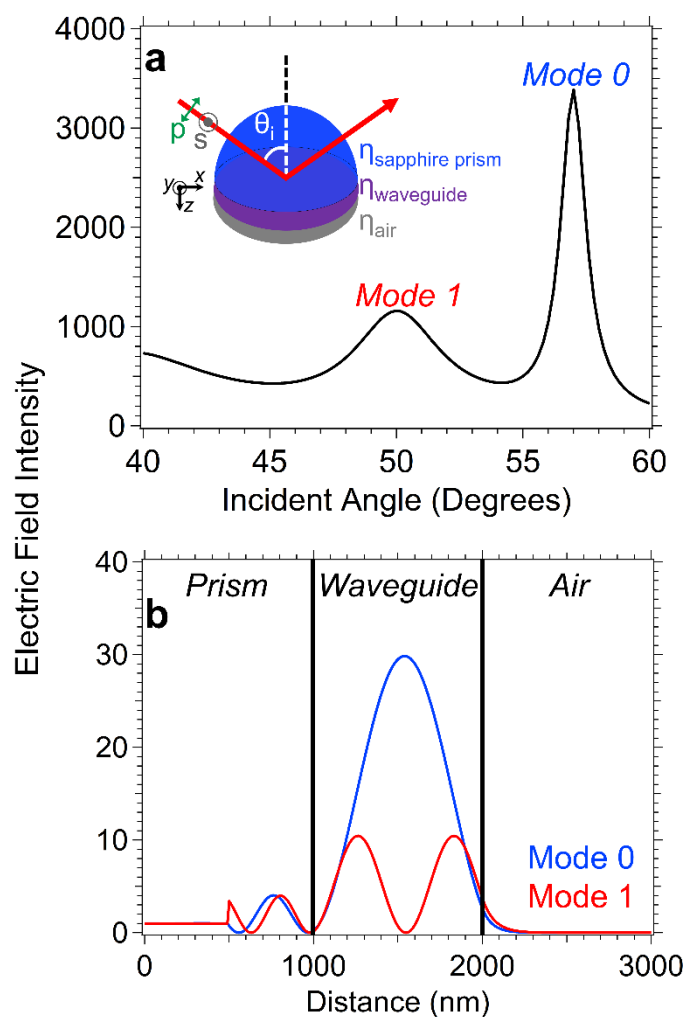 a
4000
3000
2000
1000
0
Mode 0
Mode 1
p
s
θi
y
x
z
ηsapphire prism
ηwaveguide
ηair
40
45
50
55
60
Incident Angle (Degrees)
Electric Field Intensity
b
40
30
20
10
0
Prism
Waveguide
Air
Mode 0
Mode 1
0
1000
2000
3000
Distance (nm)